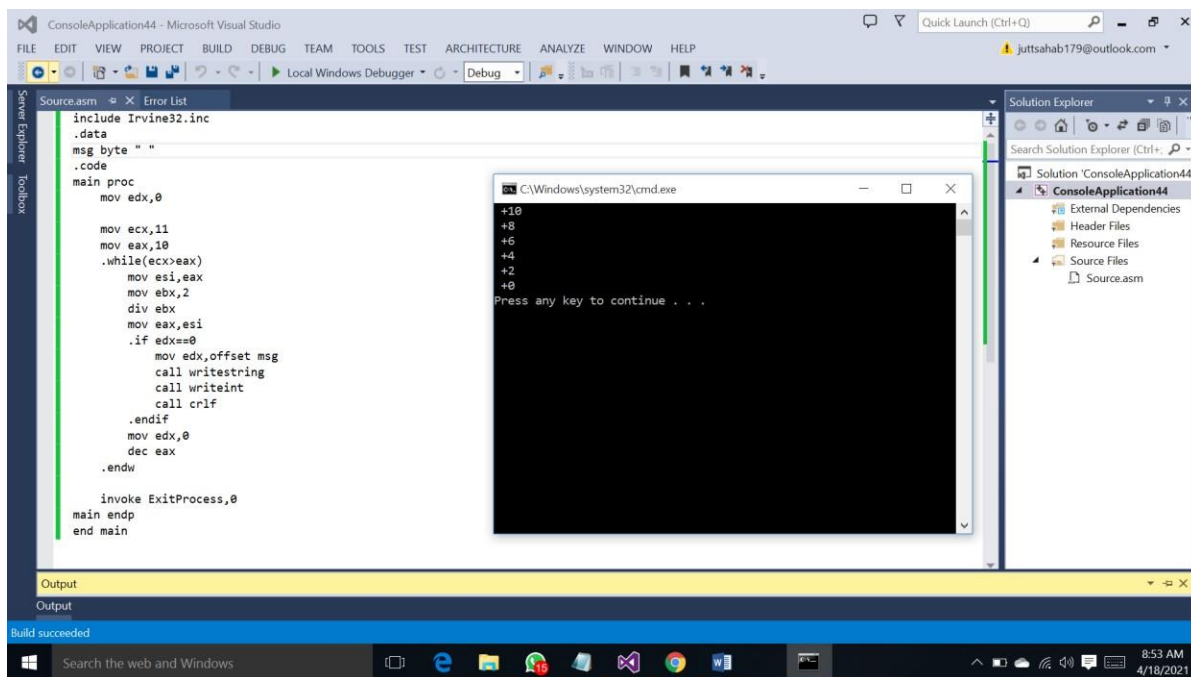 ConsoleApplication44 - Microsoft Visual Studio
Quick Launch (Ctrl+Q)
FILE EDIT VIEW PROJECT BUILD DEBUG TEAM TOOLS TEST ARCHITECTURE ANALYZE WINDOW HELP
juttsahab179@outlook.com
Local Windows Debugger
Debug
Server Explorer
Toolbox
Source.asm
Error List
include Irvine32.inc
.data
msg byte " "
.code
main proc
mov edx,0
mov ecx,11
mov eax,10
.while(ecx>eax)
mov esi,eax
mov ebx,2
div ebx
mov eax,esi
.if edx==0
mov edx,offset msg
call writestring
call writeint
call crlf
.endif
mov edx,0
dec eax
.endw
invoke ExitProcess,0
main endp
end main
C:\Windows\system32\cmd.exe
+10
+8
+6
+4
+2
+0
Press any key to continue . . .
Solution Explorer
Search Solution Explorer (Ctrl+;
Solution 'ConsoleApplication44
ConsoleApplication44
External Dependencies
Header Files
Resource Files
Source Files
Source.asm
Output
Output
Build succeeded
Search the web and Windows
15
8:53 AM
4/18/2021